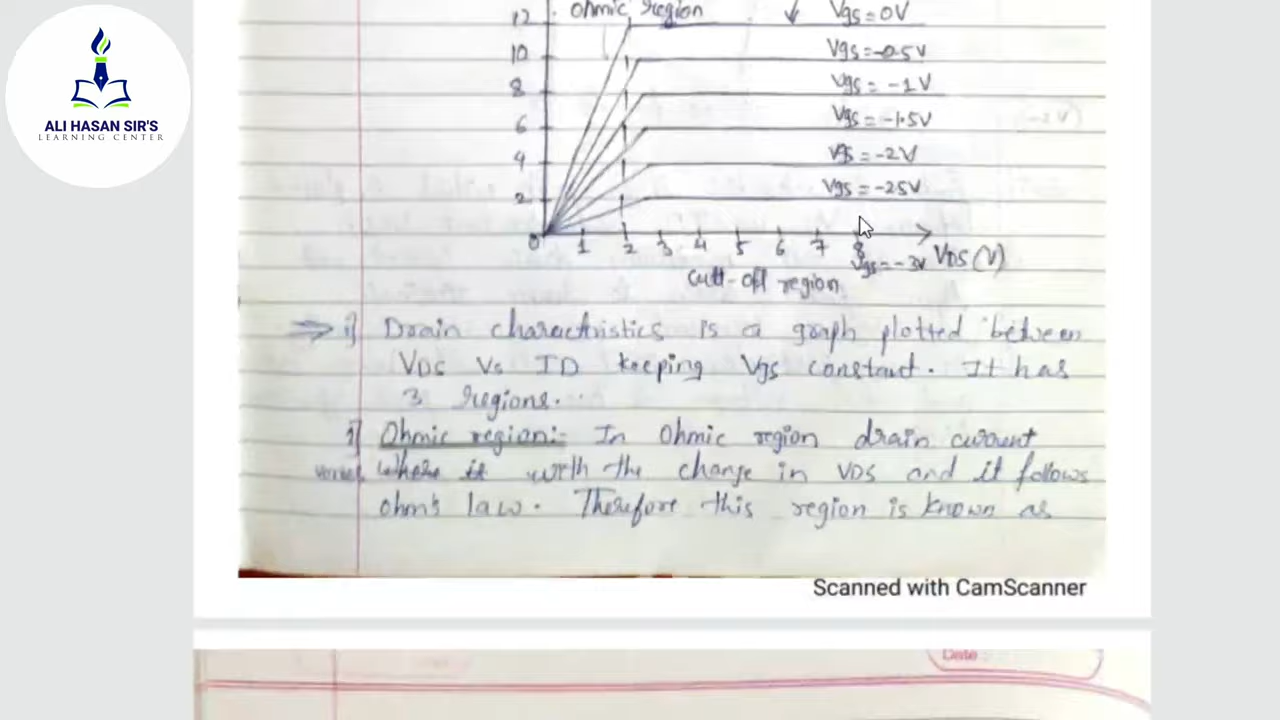 ALI HASAN SIR'S
LEARNING CENTER
12 ohmic region Vgs = 0V
10 Vgs = -0.5V
8 Vgs = -1V
6 Vgs = -1.5V
4 Vgs = -2V
2 Vgs = -25V
0 1 2 3 4 5 6 7 8 VDS (V)
Vgs = -3V
Cutt-off region
⇒ i) Drain charactristics is a graph plotted between
VDS Vs ID keeping Vgs constant. It has
3 regions.
Ohmic region:- In Ohmic region drain current
where it with the change in VDS and it follows
ohm's law. Therefore this region is known as
Scanned with CamScanner
Date